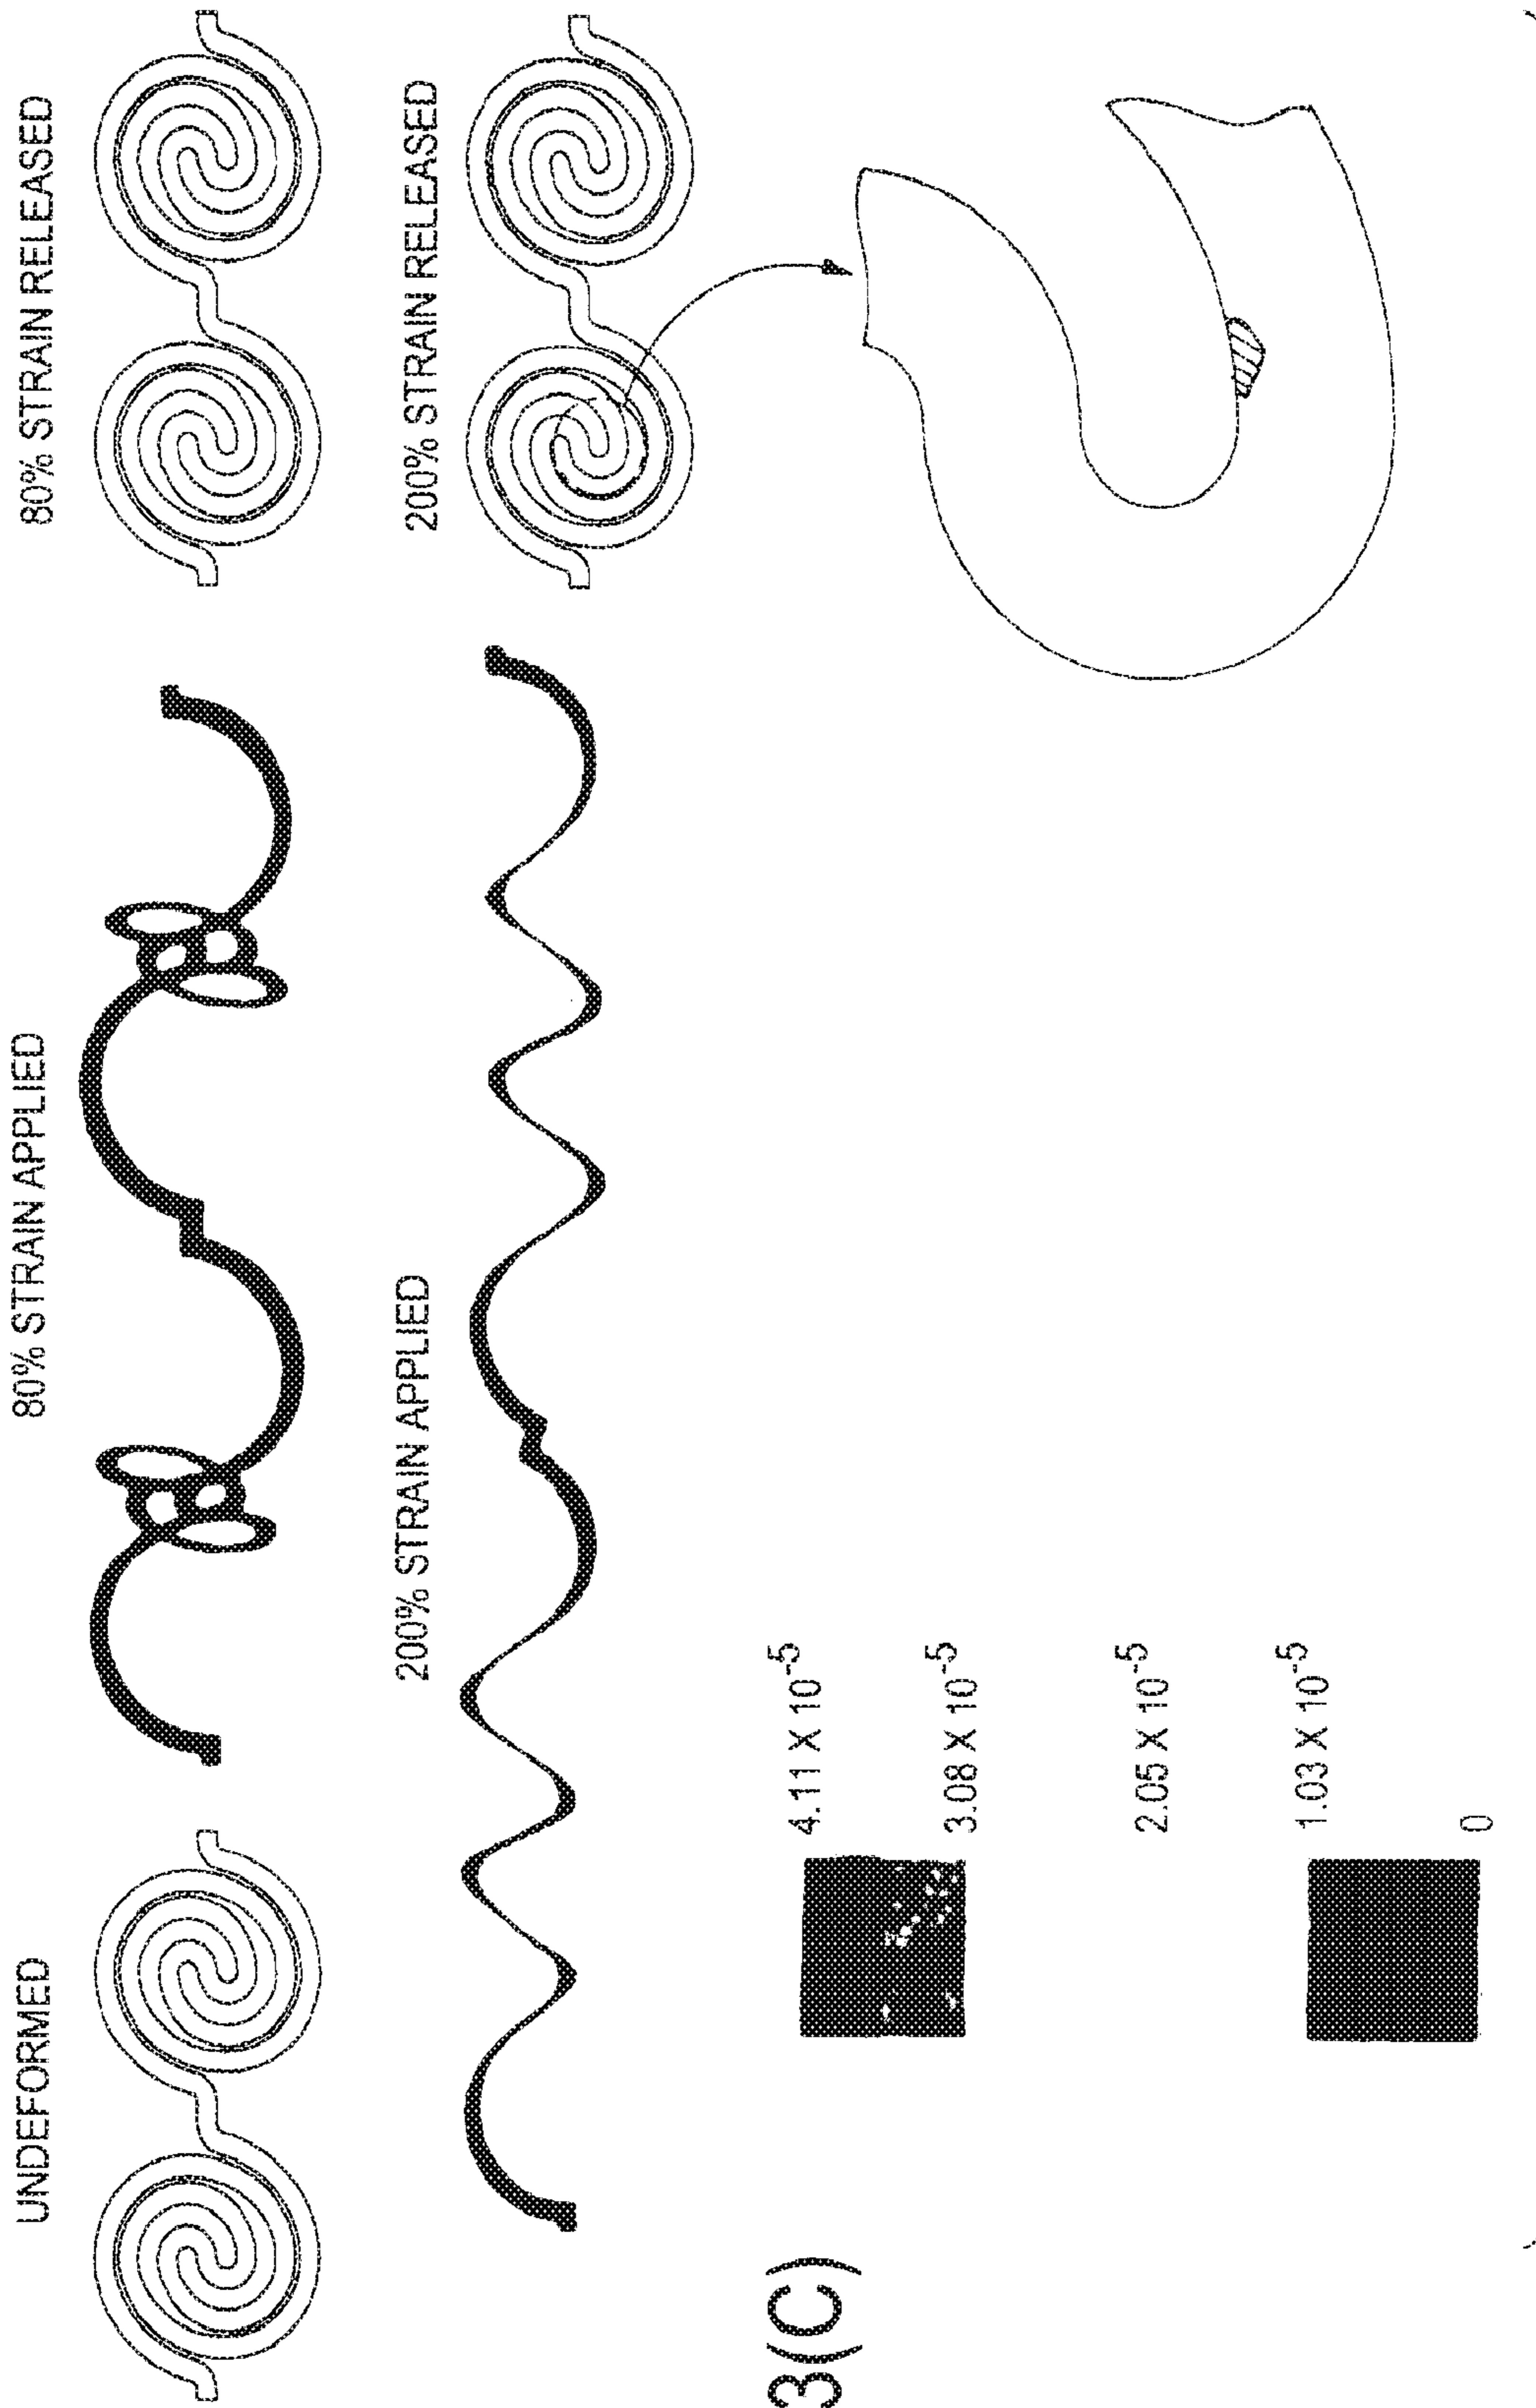 UNDEFORMED
80% STRAIN APPLIED
80% STRAIN RELEASED
200% STRAIN APPLIED
200% STRAIN RELEASED
3(C)
4.11 X 10⁻⁵
3.08 X 10⁻⁵
2.05 X 10⁻⁵
1.03 X 10⁻⁵
0